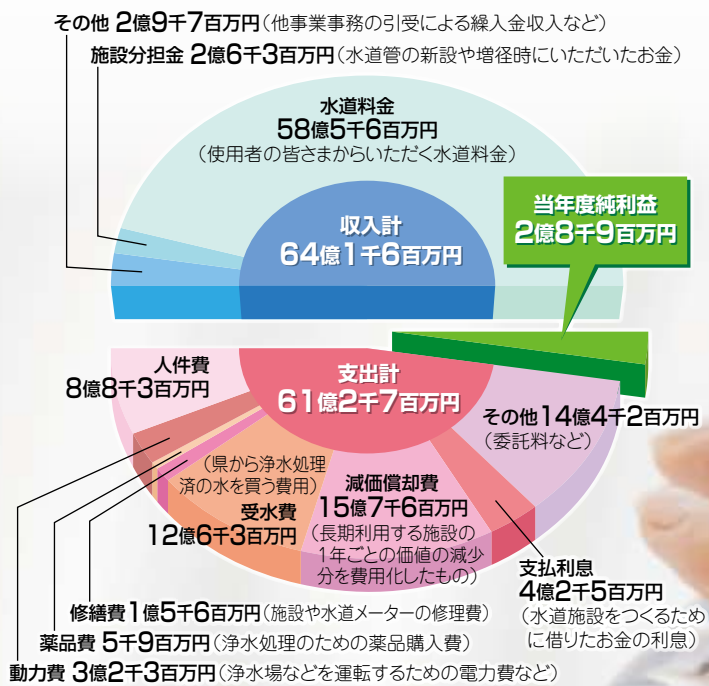 その他 2億9千7百万円(他事業事務の引受による繰入金収入など)
施設分担金 2億6千3百万円(水道管の新設や増径時にいただいたお金)
水道料金
58億5千6百万円
(使用者の皆さまからいただく水道料金)
収入計
64億1千6百万円
当年度純利益
2億8千9百万円
支出計
61億2千7百万円
人件費
8億8千3百万円
その他14億4千2百万円
(委託料など)
(県から浄水処理
済の水を買う費用)
受水費
12億6千3百万円
減価償却費
15億7千6百万円
(長期利用する施設の
1年ごとの価値の減少
分を費用化したもの)
支払利息
4億2千5百万円
(水道施設をつくるため
に借りたお金の利息)
修繕費1億5千6百万円(施設や水道メーターの修理費)
薬品費 5千9百万円(浄水処理のための薬品購入費)
動力費 3億2千3百万円(浄水場などを運転するための電力費など)